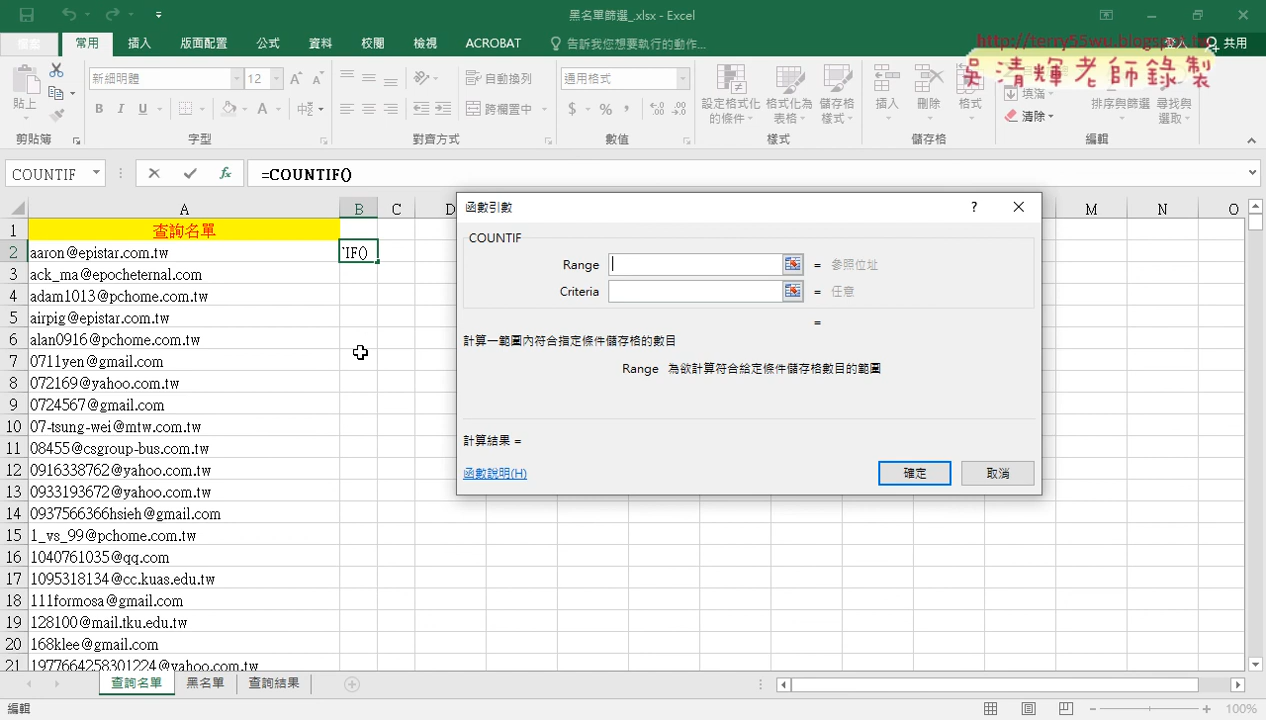 黑名單篩選_.xlsx - Excel
常用 插入 版面配置 公式 資料 校閱 檢視 ACROBAT 告訴我您想要執行的動作... 登入 共用
http://terry55wu.blogspot.tw
吳清輝老師錄製
貼上 新細明體 12 A A 自動換列 通用格式 設定格式化的條件 格式化為表格 儲存格樣式 插入 刪除 格式 填滿 排序與篩選 尋找與選取
B I U A 中 跨欄置中 $ % , 清除
剪貼簿 字型 對齊方式 數值 樣式 儲存格 編輯
COUNTIF fx =COUNTIF()
A B C D M N O
1 查詢名單
2 aaron@epistar.com.tw IF()
3 ack_ma@epocheternal.com
4 adam1013@pchome.com.tw
5 airpig@epistar.com.tw
6 alan0916@pchome.com.tw
7 0711yen@gmail.com
8 072169@yahoo.com.tw
9 0724567@gmail.com
10 07-tsung-wei@mtw.com.tw
11 08455@csgroup-bus.com.tw
12 0916338762@yahoo.com.tw
13 0933193672@yahoo.com.tw
14 0937566366hsieh@gmail.com
15 1_vs_99@pchome.com.tw
16 1040761035@qq.com
17 1095318134@cc.kuas.edu.tw
18 111formosa@gmail.com
19 128100@mail.tku.edu.tw
20 168klee@gmail.com
21 1977664258301224@yahoo.com.tw
函數引數 ?
COUNTIF
Range = 參照位址
Criteria = 任意
=
計算一範圍內符合指定條件儲存格的數目
Range 為欲計算符合給定條件儲存格數目的範圍
計算結果 =
函數說明(H) 確定 取消
查詢名單 黑名單 查詢結果
編輯 100%